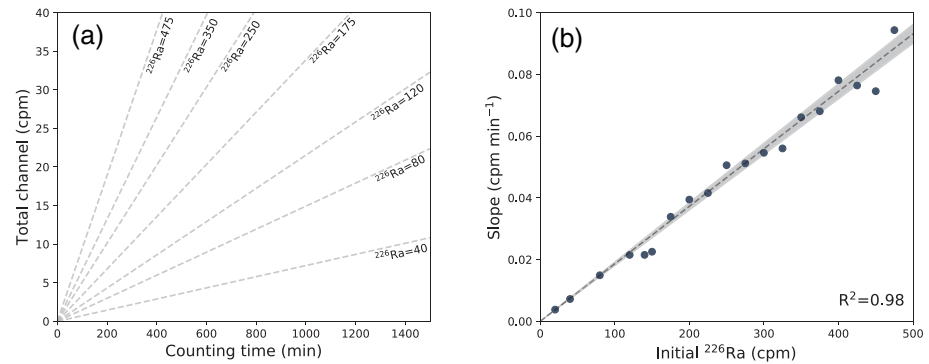 (a)
Total channel (cpm)
40
35
30
25
20
15
10
5
0
²²⁶Ra=475
²²⁶Ra=350
²²⁶Ra=250
²²⁶Ra=175
²²⁶Ra=120
²²⁶Ra=80
²²⁶Ra=40
0 200 400 600 800 1000 1200 1400
Counting time (min)
(b)
Slope (cpm min⁻¹)
0.10
0.08
0.06
0.04
0.02
0.00
R²=0.98
0 100 200 300 400 500
Initial ²²⁶Ra (cpm)